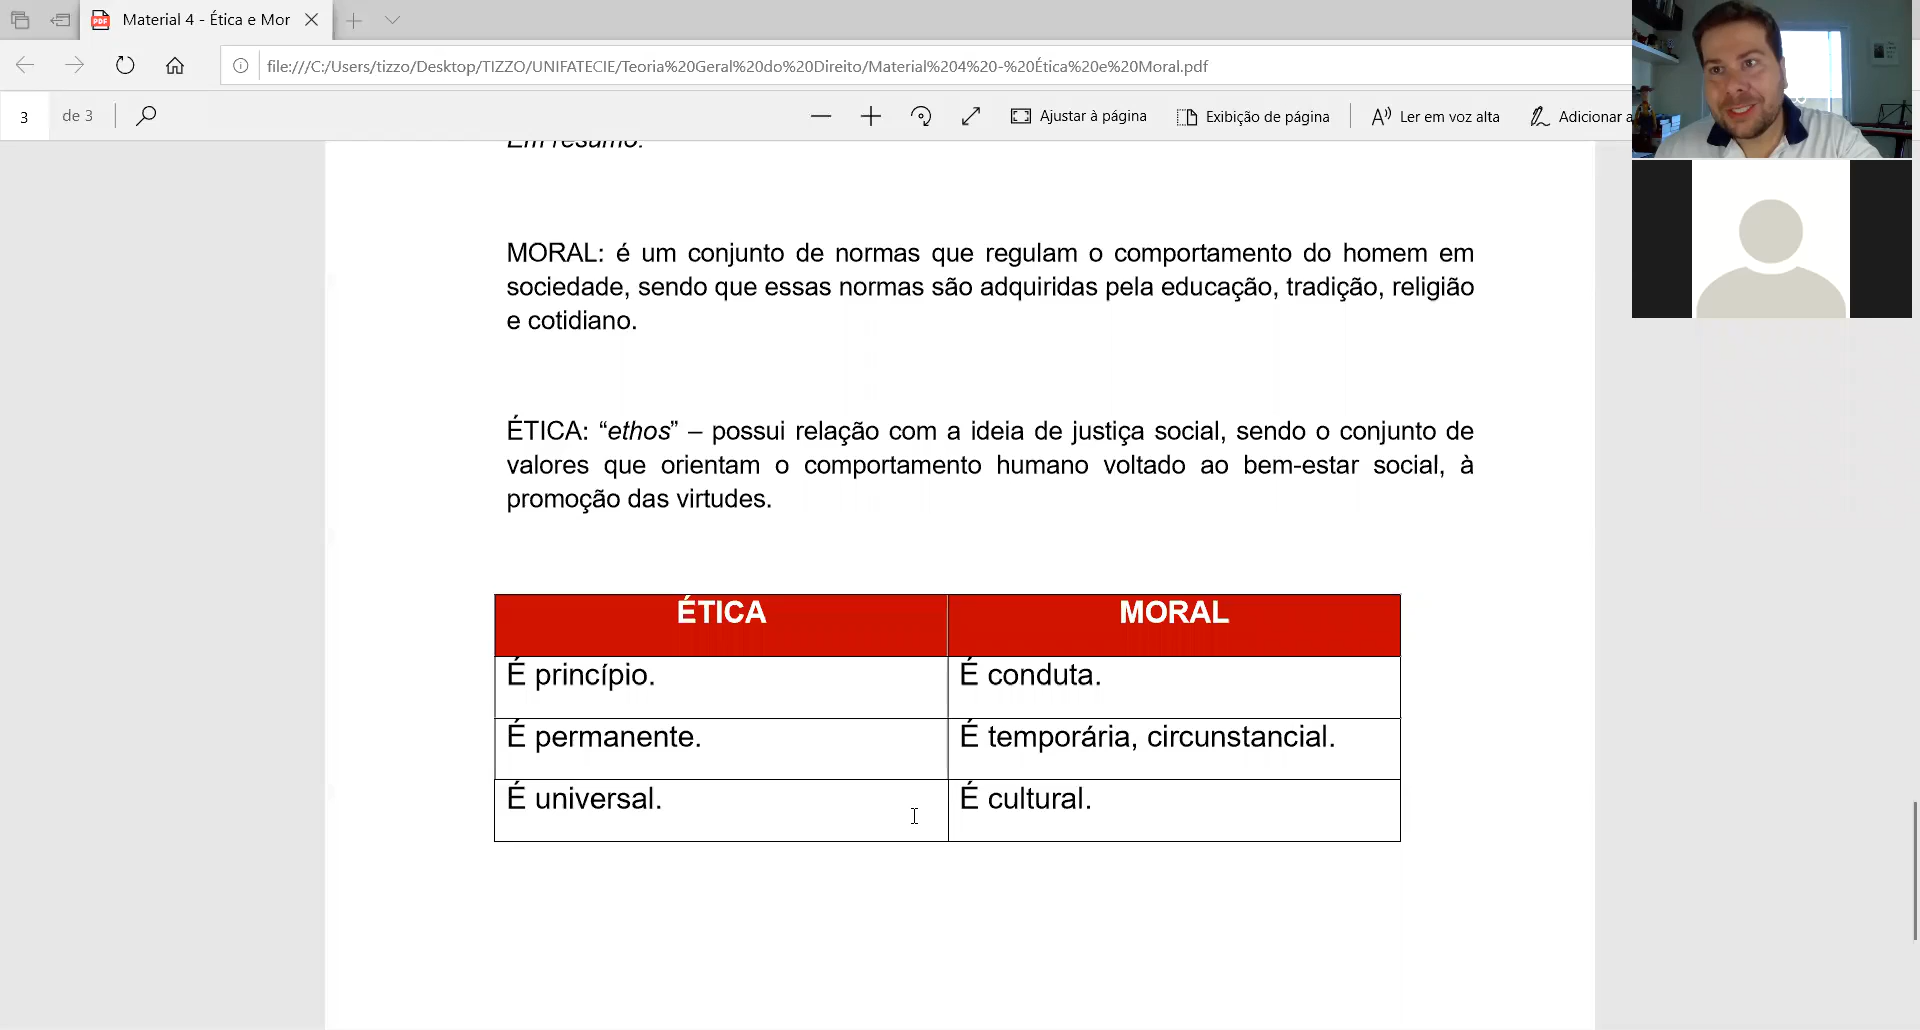 Material 4 - Ética e Mor
file:///C:/Users/tizzo/Desktop/TIZZO/UNIFATECIE/Teoria%20Geral%20do%20Direito/Material%204%20-%20Ética%20e%20Moral.pdf
3 de 3 Ajustar à página Exibição de página Ler em voz alta Adicionar a
Em resumo:
MORAL: é um conjunto de normas que regulam o comportamento do homem em
sociedade, sendo que essas normas são adquiridas pela educação, tradição, religião
e cotidiano.
ÉTICA: “ethos” – possui relação com a ideia de justiça social, sendo o conjunto de
valores que orientam o comportamento humano voltado ao bem-estar social, à
promoção das virtudes.
ÉTICA MORAL
É princípio. É conduta.
É permanente. É temporária, circunstancial.
É universal. É cultural.